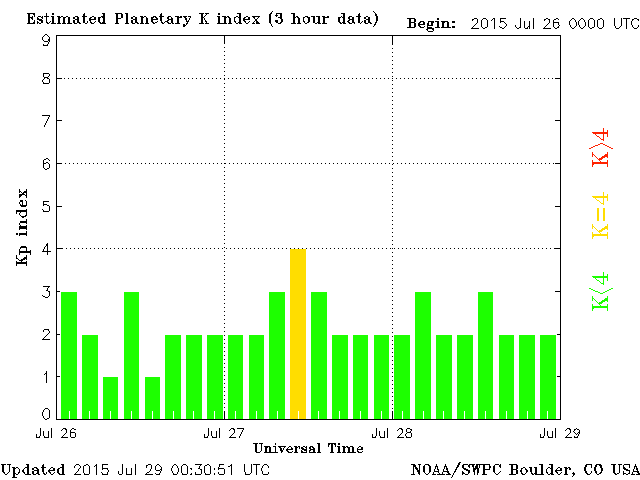 Estimated Planetary K index (3 hour data) Begin: 2015 Jul 26 0000 UTC
9
8
7
6
5
4
3
2
1
0
Kp index
K>4
K=4
K<4
Jul 26 Jul 27 Jul 28 Jul 29
Universal Time
Updated 2015 Jul 29 00:30:51 UTC NOAA/SWPC Boulder, CO USA